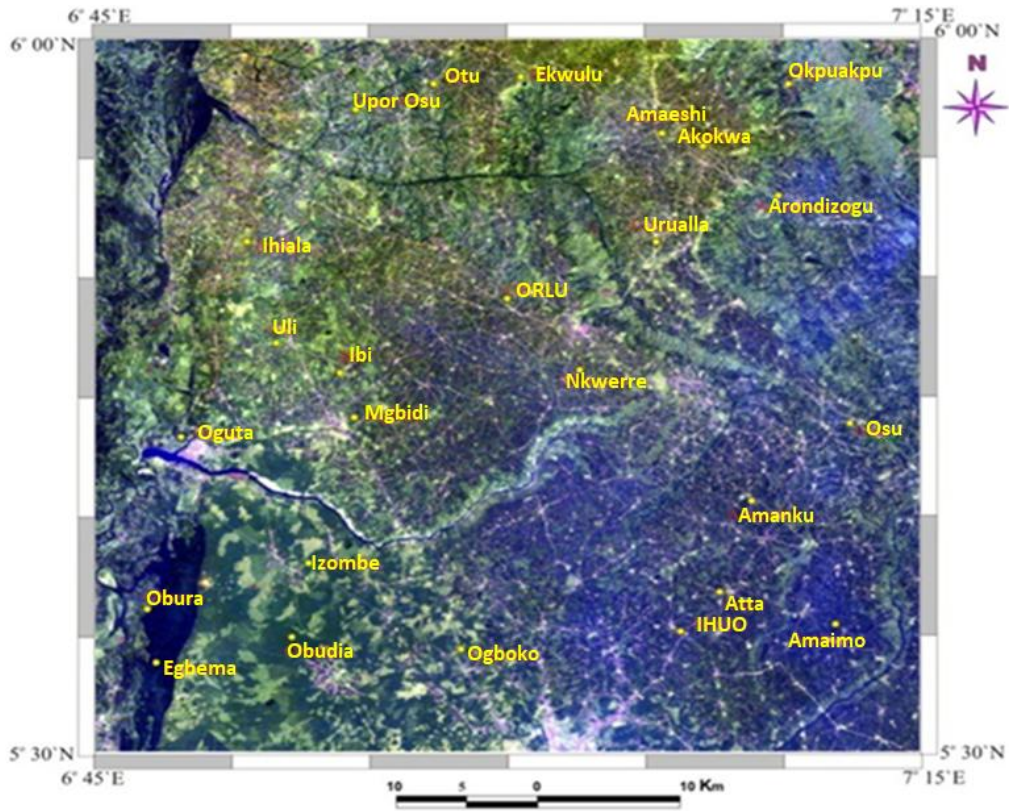 6° 45`E
7° 15`E
6° 00`N
6° 00`N
N
Otu
Ekwulu
Okpuakpu
Upor Osu
Amaeshi
Akokwa
Arondizogu
Urualla
Ihiala
ORLU
Uli
Ibi
Nkwerre
Mgbidi
Oguta
Osu
Amanku
Izombe
Obura
Atta
IHUO
Amaimo
Obudia
Ogboko
Egbema
5° 30`N
5° 30`N
6° 45`E
7° 15`E
10 5 0 10 Km